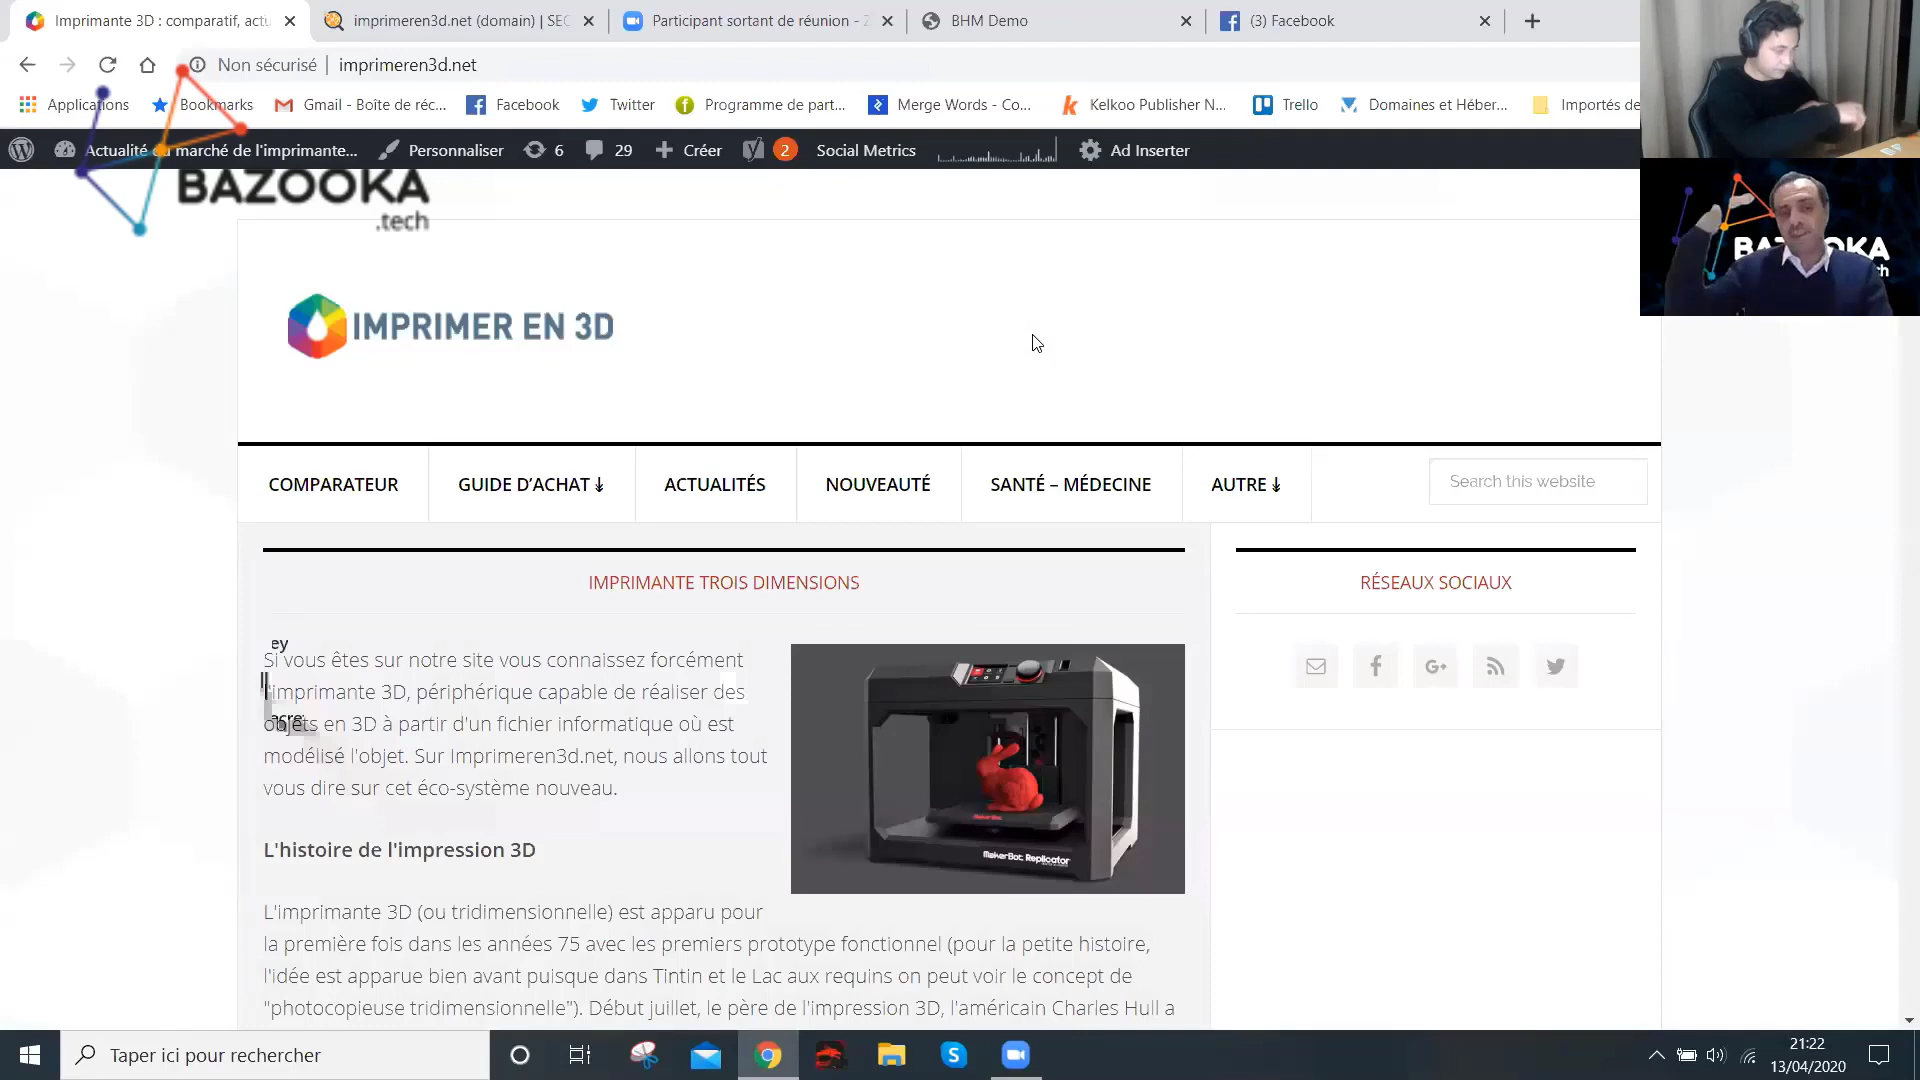 Imprimante 3D : comparatif, actu
imprimeren3d.net (domain) | SEC
Participant sortant de réunion - Z
BHM Demo
(3) Facebook
Non sécurisé
imprimeren3d.net
Applications
Bookmarks
Gmail - Boîte de réc...
Facebook
Twitter
Programme de part...
Merge Words - Co...
Kelkoo Publisher N...
Trello
Domaines et Héber...
Importés de
Actualité du marché de l'imprimante...
Personnaliser
6
29
Créer
2
Social Metrics
Ad Inserter
BAZOOKA
.tech
IMPRIMER EN 3D
COMPARATEUR
GUIDE D'ACHAT ↡
ACTUALITÉS
NOUVEAUTÉ
SANTÉ – MÉDECINE
AUTRE ↡
Search this website
IMPRIMANTE TROIS DIMENSIONS
Si vous êtes sur notre site vous connaissez forcément
l'imprimante 3D, périphérique capable de réaliser des
objets en 3D à partir d'un fichier informatique où est
modélisé l'objet. Sur Imprimeren3d.net, nous allons tout
vous dire sur cet éco-système nouveau.
MakerBot Replicator
L'histoire de l'impression 3D
L'imprimante 3D (ou tridimensionnelle) est apparu pour
la première fois dans les années 75 avec les premiers prototype fonctionnel (pour la petite histoire,
l'idée est apparue bien avant puisque dans Tintin et le Lac aux requins on peut voir le concept de
"photocopieuse tridimensionnelle"). Début juillet, le père de l'impression 3D, l'américain Charles Hull a
RÉSEAUX SOCIAUX
Taper ici pour rechercher
21:22
13/04/2020